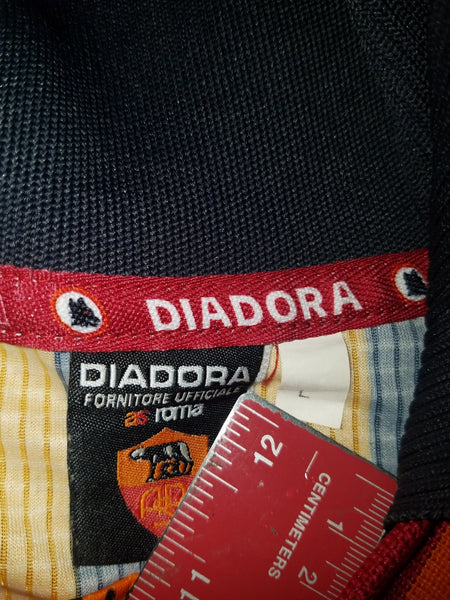 DIADORA
DIADORA
FORNITORE UFFICIALE
as roma
L
12
11
CENTIMETERS
1
2